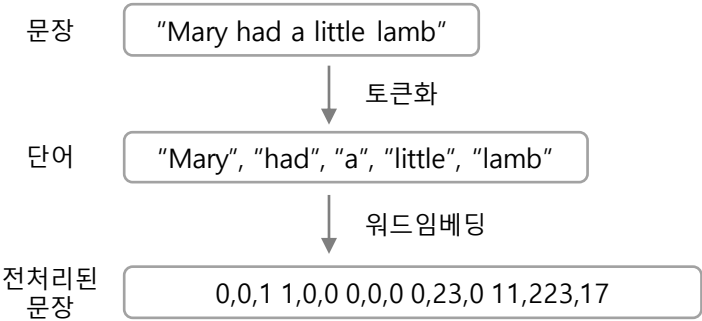 문장
"Mary had a little lamb"
토큰화
단어
"Mary", "had", "a", "little", "lamb"
워드임베딩
전처리된
문장
0,0,1 1,0,0 0,0,0 0,23,0 11,223,17